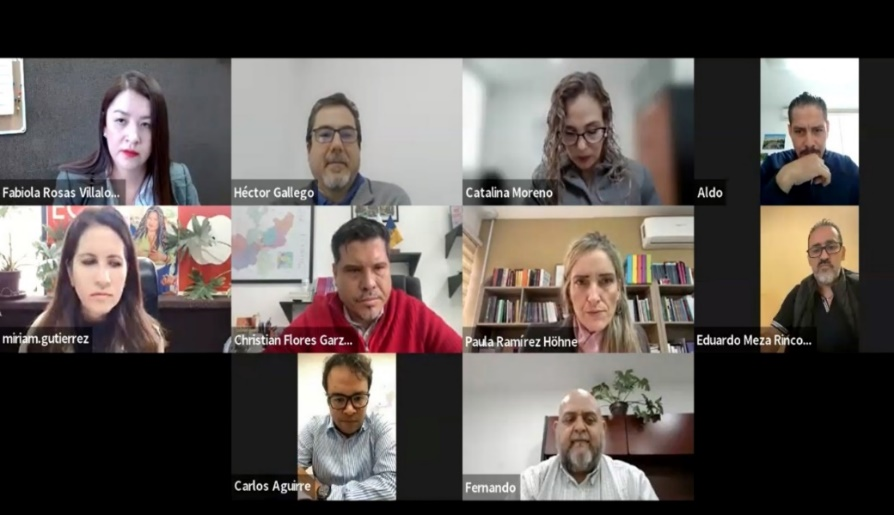 Fabiola Rosas Villalo...
Héctor Gallego
Catalina Moreno
Aldo
miriam.gutierrez
Christian Flores Garz...
Paula Ramírez Höhne
Eduardo Meza Rinco...
Carlos Aguirre
Fernando